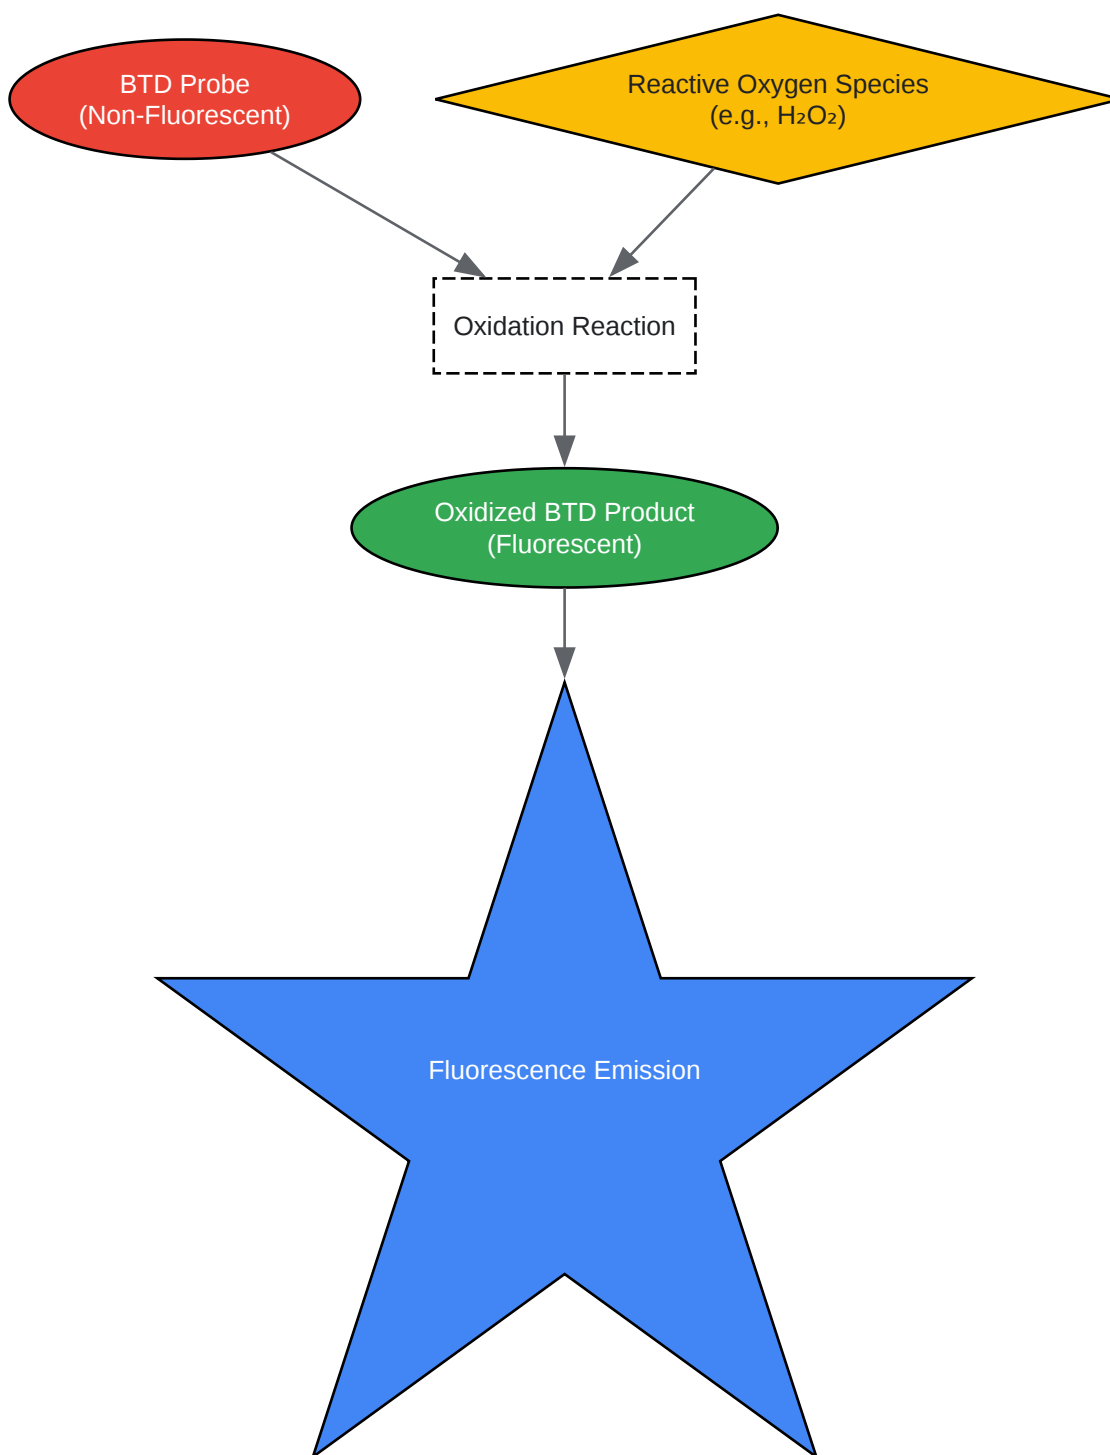 BTD Probe
(Non-Fluorescent)
Reactive Oxygen Species
(e.g., H₂O₂)
Oxidation Reaction
Oxidized BTD Product
(Fluorescent)
Fluorescence Emission